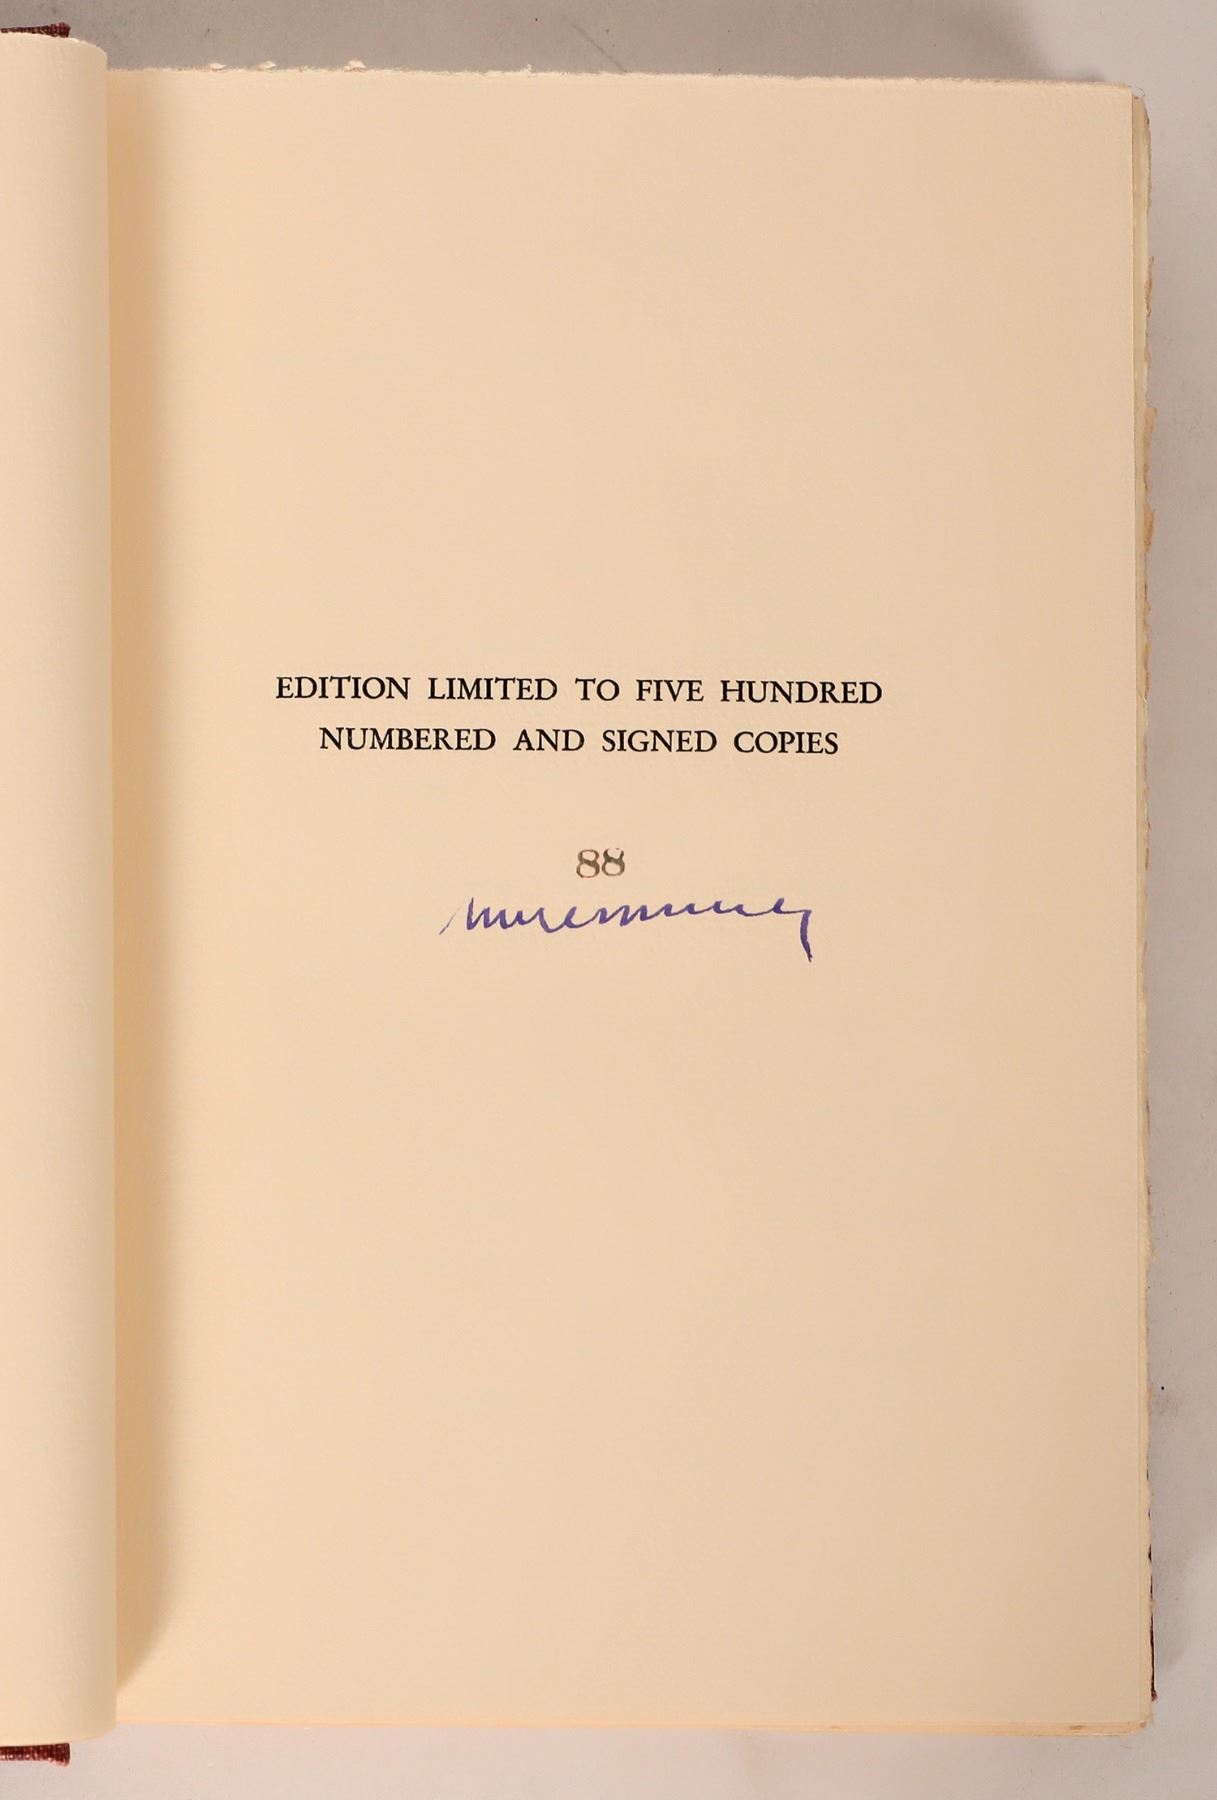 EDITION LIMITED TO FIVE HUNDRED
NUMBERED AND SIGNED COPIES
88